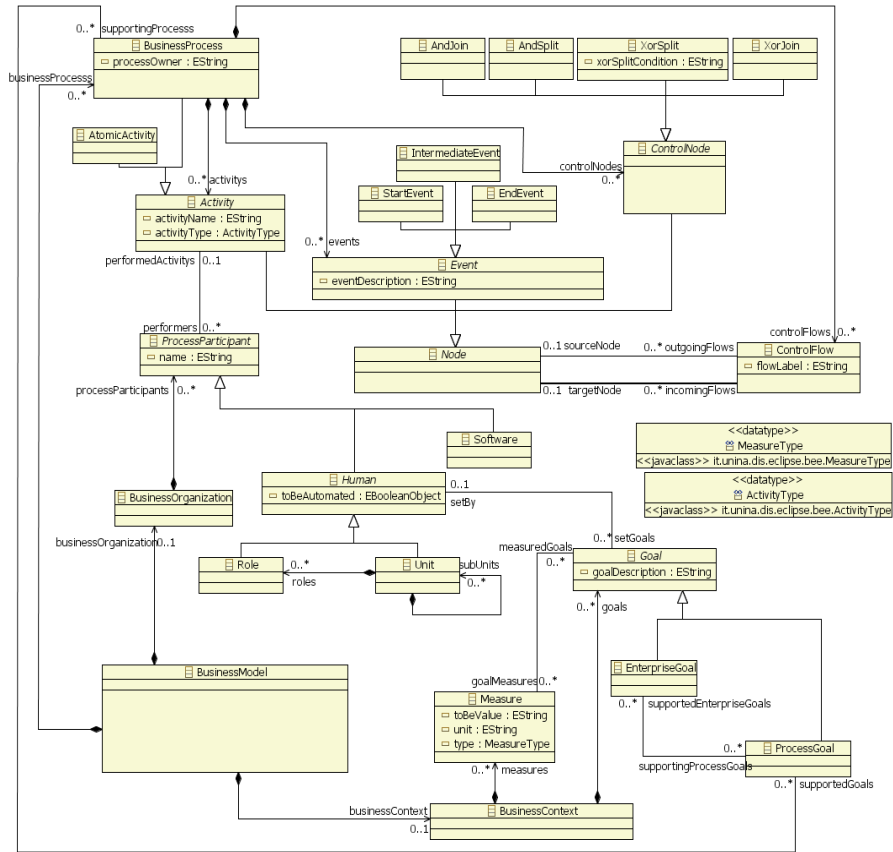 0..* supportingProcesss
BusinessProcess
processOwner : EString
businessProcesss
0..*
AndJoin
AndSplit
XorSplit
xorSplitCondition : EString
XorJoin
AtomicActivity
IntermediateEvent
ControlNode
controlNodes
0..*
0..* activitys
StartEvent
EndEvent
Activity
activityName : EString
activityType : ActivityType
0..* events
performedActivitys 0..1
Event
eventDescription : EString
performers 0..*
controlFlows 0..*
ProcessParticipant
name : EString
Node
0..1 sourceNode
0..* outgoingFlows
ControlFlow
flowLabel : EString
processParticipants 0..*
0..1 targetNode
0..* incomingFlows
Software
<<datatype>>
MeasureType
<<javaclass>> it.unina.dis.eclipse.bee.MeasureType
<<datatype>>
ActivityType
<<javaclass>> it.unina.dis.eclipse.bee.ActivityType
Human
toBeAutomated : EBooleanObject
0..1
setBy
BusinessOrganization
businessOrganization 0..1
0..* setGoals
measuredGoals
0..*
Goal
goalDescription : EString
Role
0..*
roles
Unit
subUnits
0..*
0..* goals
BusinessModel
EnterpriseGoal
goalMeasures 0..*
Measure
toBeValue : EString
unit : EString
type : MeasureType
0..* supportedEnterpriseGoals
0..*
ProcessGoal
supportingProcessGoals
0..* measures
0..* supportedGoals
businessContext
0..1
BusinessContext